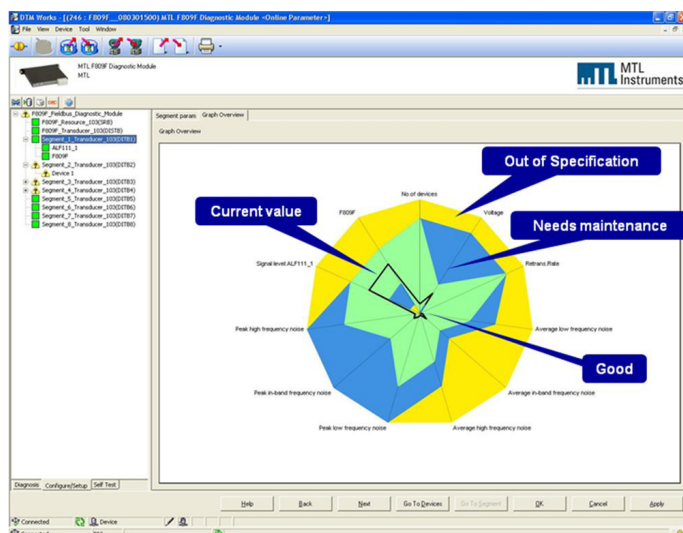 DTM Works - [(246 : F809F__080301500) MTL F809F Diagnostic Module <Online Parameter>]
File View Device Tool Window
MTL F809F Diagnostic Module
MTL
MTL
Instruments
F809F_Fieldbus_Diagnostic_Module
F809F_Resource_103(SRB)
F809F_Transducer_103(DISTB)
Segment_1_Transducer_103(DITB1)
ALF111_1
F809F
Segment_2_Transducer_103(DITB2)
Device 1
Segment_3_Transducer_103(DITB3)
Segment_4_Transducer_103(DITB4)
Segment_5_Transducer_103(DITB5)
Segment_6_Transducer_103(DITB6)
Segment_7_Transducer_103(DITB7)
Segment_8_Transducer_103(DITB8)
Segment param Graph Overview
Graph Overview
Out of Specification
No.of devices
Current value
F809F
Voltage
Needs maintenance
Signal level:ALF111_1
Retrans.Rate
Peak high frequency noise
Average low frequency noise
Good
Peak in-band frequency noise
Average in-band frequency noise
Peak low frequency noise
Average high frequency noise
Diagnosis Configure/Setup Self Test
Help Back Next Go To Devices Go To Segment OK Cancel Apply
Connected Device